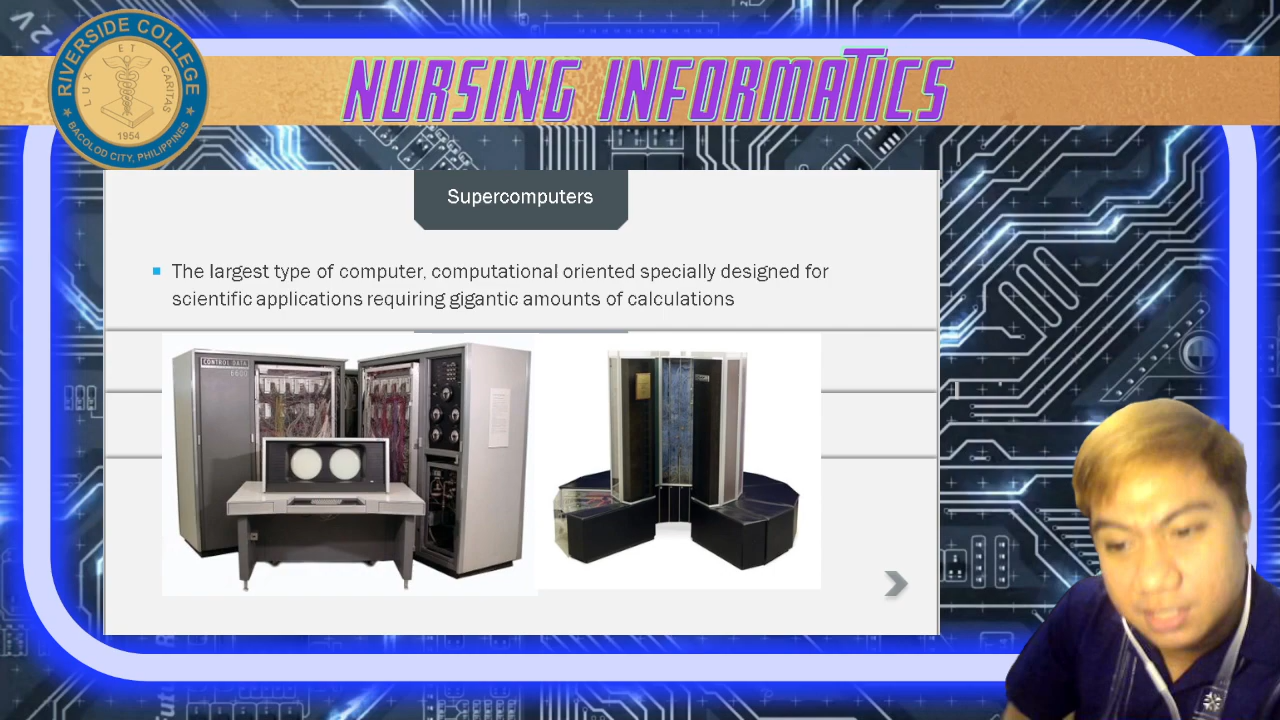 12V
RIVERSIDE COLLEGE
LUX ET CARITAS
1954
BACOLOD CITY, PHILIPPINES
NURSING INFORMATICS
Supercomputers
The largest type of computer, computational oriented specially designed for
scientific applications requiring gigantic amounts of calculations
CONTROL DATA
6600